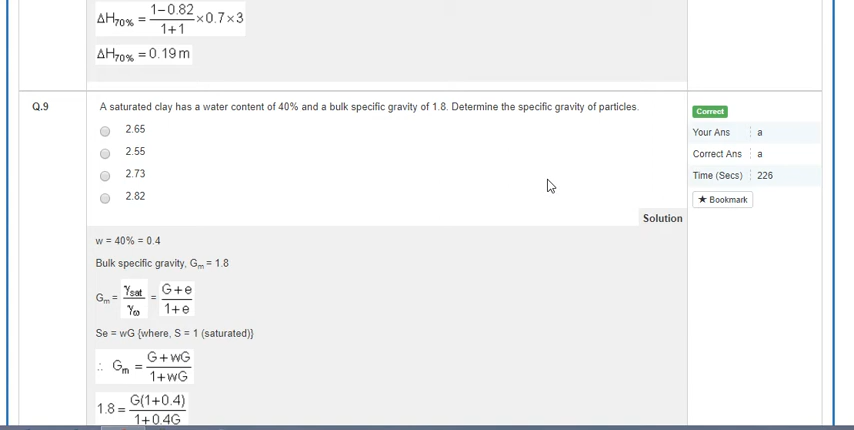 ΔH70% = 1−0.82 / 1+1 ×0.7×3
ΔH70% = 0.19 m
Q.9
A saturated clay has a water content of 40% and a bulk specific gravity of 1.8. Determine the specific gravity of particles.
2.65
2.55
2.73
2.82
Correct
Your Ans a
Correct Ans a
Time (Secs) 226
★ Bookmark
Solution
w = 40% = 0.4
Bulk specific gravity, Gm = 1.8
Gm = γsat / γω = G+e / 1+e
Se = wG {where, S = 1 (saturated)}
∴ Gm = G+wG / 1+wG
1.8 = G(1+0.4) / 1+0.4G